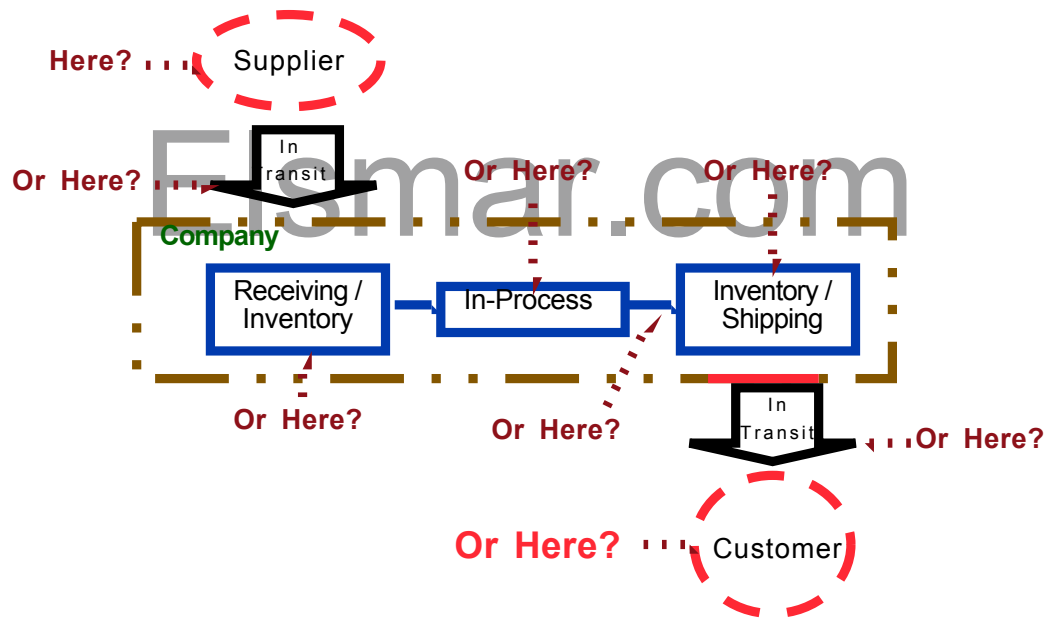 Here?
Supplier
Elsmar.com
In
Transit
Or Here?
Or Here?
Or Here?
Company
Receiving /
Inventory
In-Process
Inventory /
Shipping
Or Here?
Or Here?
In
Transit
Or Here?
Or Here?
Customer